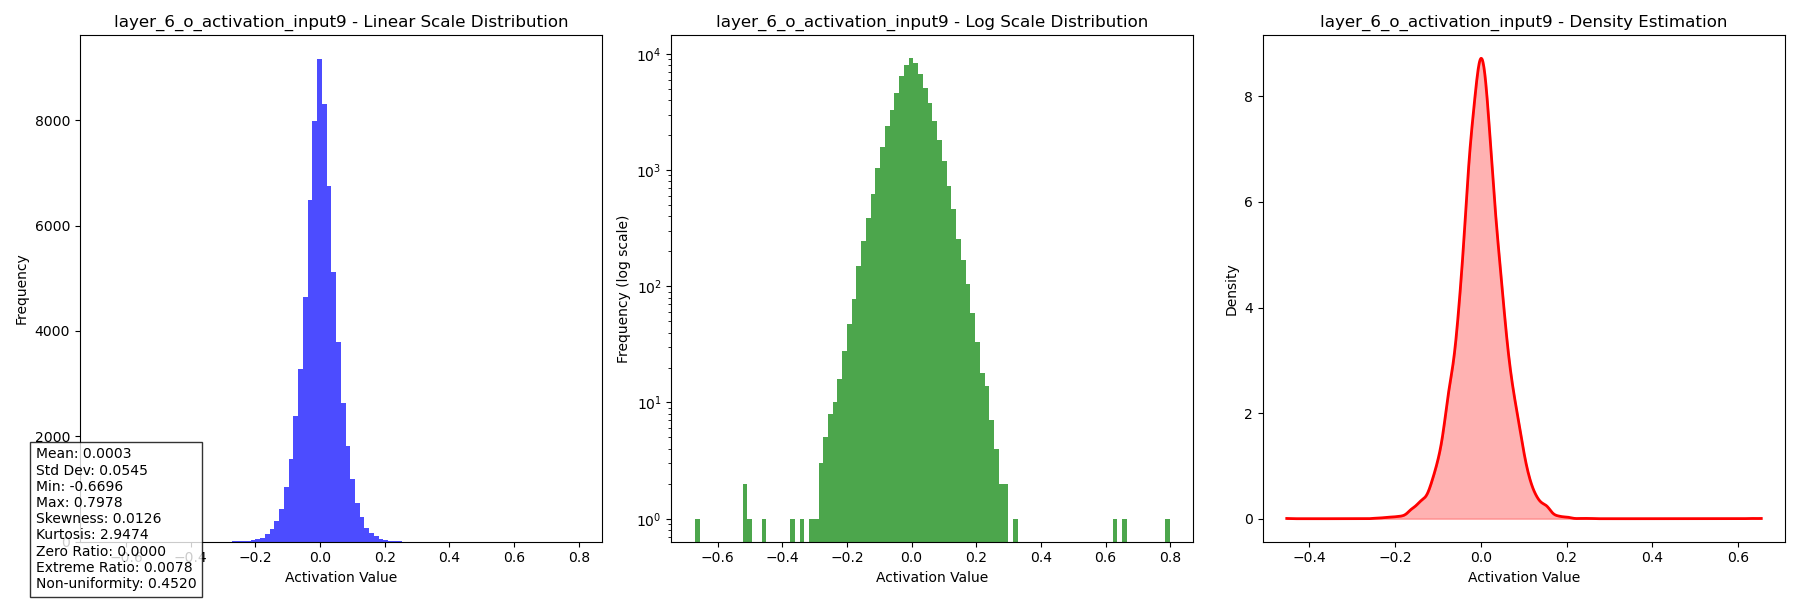 layer_6_o_activation_input9 - Linear Scale Distribution
8000
6000
4000
2000
0
Frequency
−0.4
−0.2
0.0
0.2
0.4
0.6
0.8
Activation Value
Mean: 0.0003
Std Dev: 0.0545
Min: -0.6696
Max: 0.7978
Skewness: 0.0126
Kurtosis: 2.9474
Zero Ratio: 0.0000
Extreme Ratio: 0.0078
Non-uniformity: 0.4520
layer_6_o_activation_input9 - Log Scale Distribution
10⁴
10³
10²
10¹
10⁰
Frequency (log scale)
−0.6
−0.4
−0.2
0.0
0.2
0.4
0.6
0.8
Activation Value
layer_6_o_activation_input9 - Density Estimation
8
6
4
2
0
Density
−0.4
−0.2
0.0
0.2
0.4
0.6
Activation Value